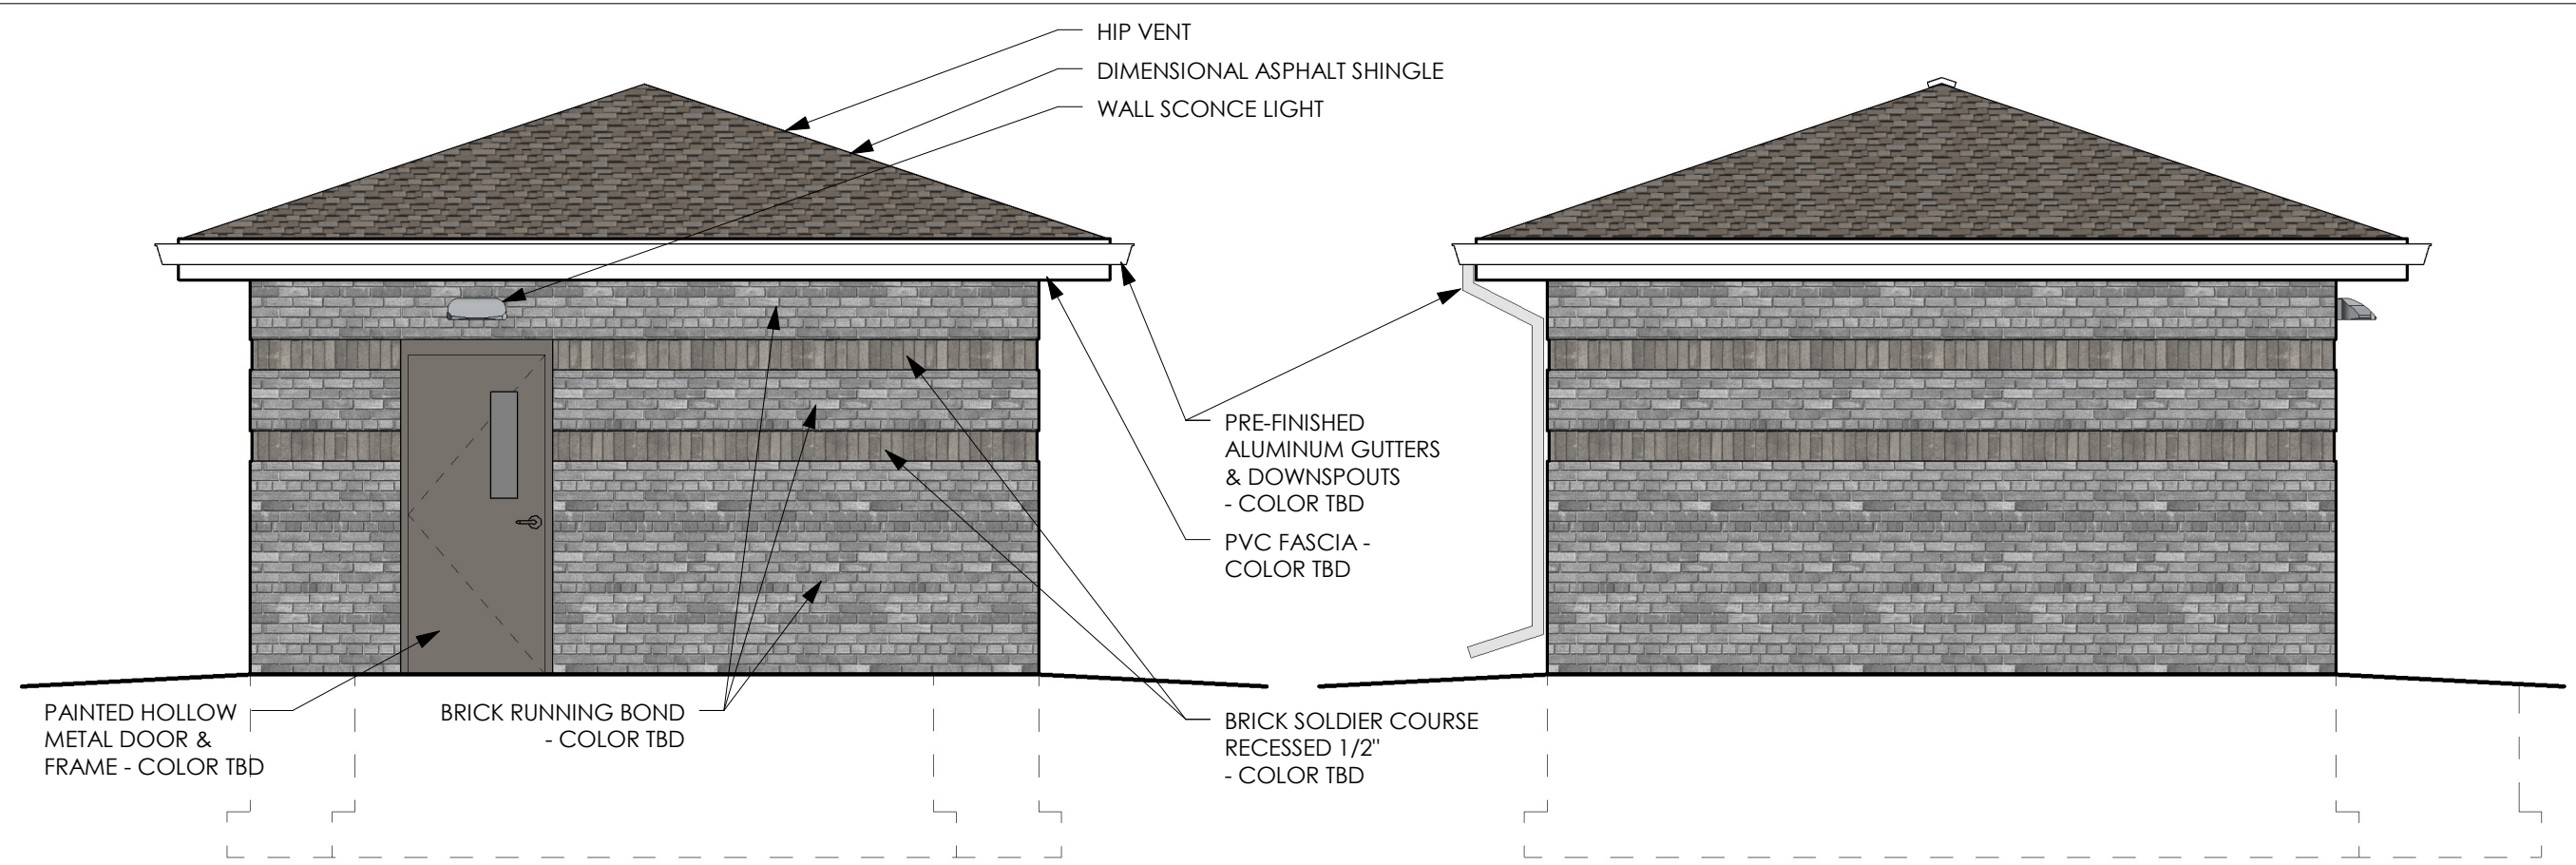 HIP VENT
DIMENSIONAL ASPHALT SHINGLE
WALL SCONCE LIGHT
PRE-FINISHED
ALUMINUM GUTTERS
& DOWNSPOUTS
- COLOR TBD
PVC FASCIA -
COLOR TBD
PAINTED HOLLOW
METAL DOOR &
FRAME - COLOR TBD
BRICK RUNNING BOND
- COLOR TBD
BRICK SOLDIER COURSE
RECESSED 1/2"
- COLOR TBD